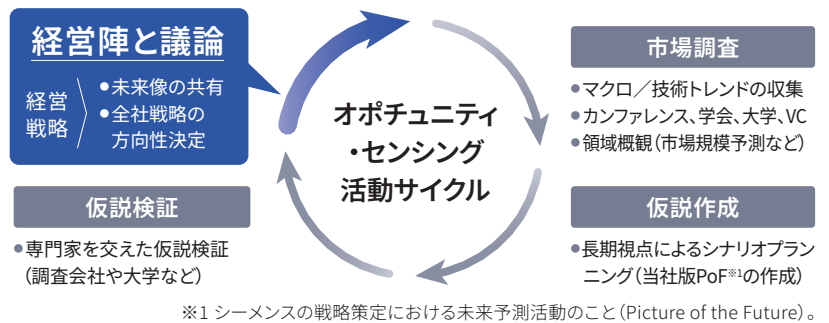 経営陣と議論
経営
戦略
●未来像の共有
●全社戦略の
方向性決定
オポチュニティ
・センシング
活動サイクル
市場調査
●マクロ／技術トレンドの収集
●カンファレンス、学会、大学、VC
●領域概観（市場規模予測など）
仮説作成
●長期視点によるシナリオプラン
ニング（当社版PoF※1の作成）
仮説検証
●専門家を交えた仮説検証
（調査会社や大学など）
※1 シーメンスの戦略策定における未来予測活動のこと（Picture of the Future）。